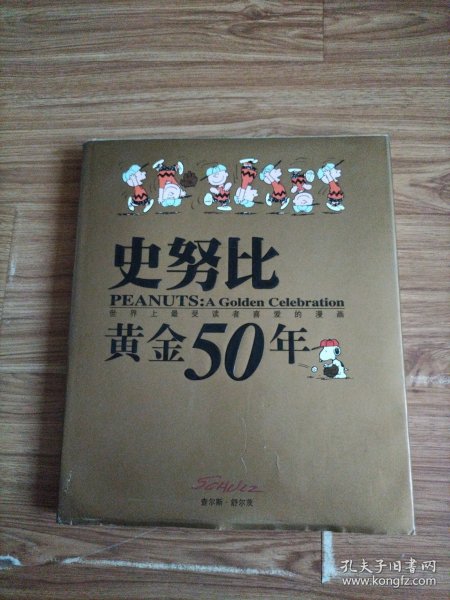 史努比
PEANUTS: A Golden Celebration
世界上最受读者喜爱的漫画
黄金50年
SCHULZ
查尔斯·舒尔茨
孔夫子旧书网
www.kongfz.com